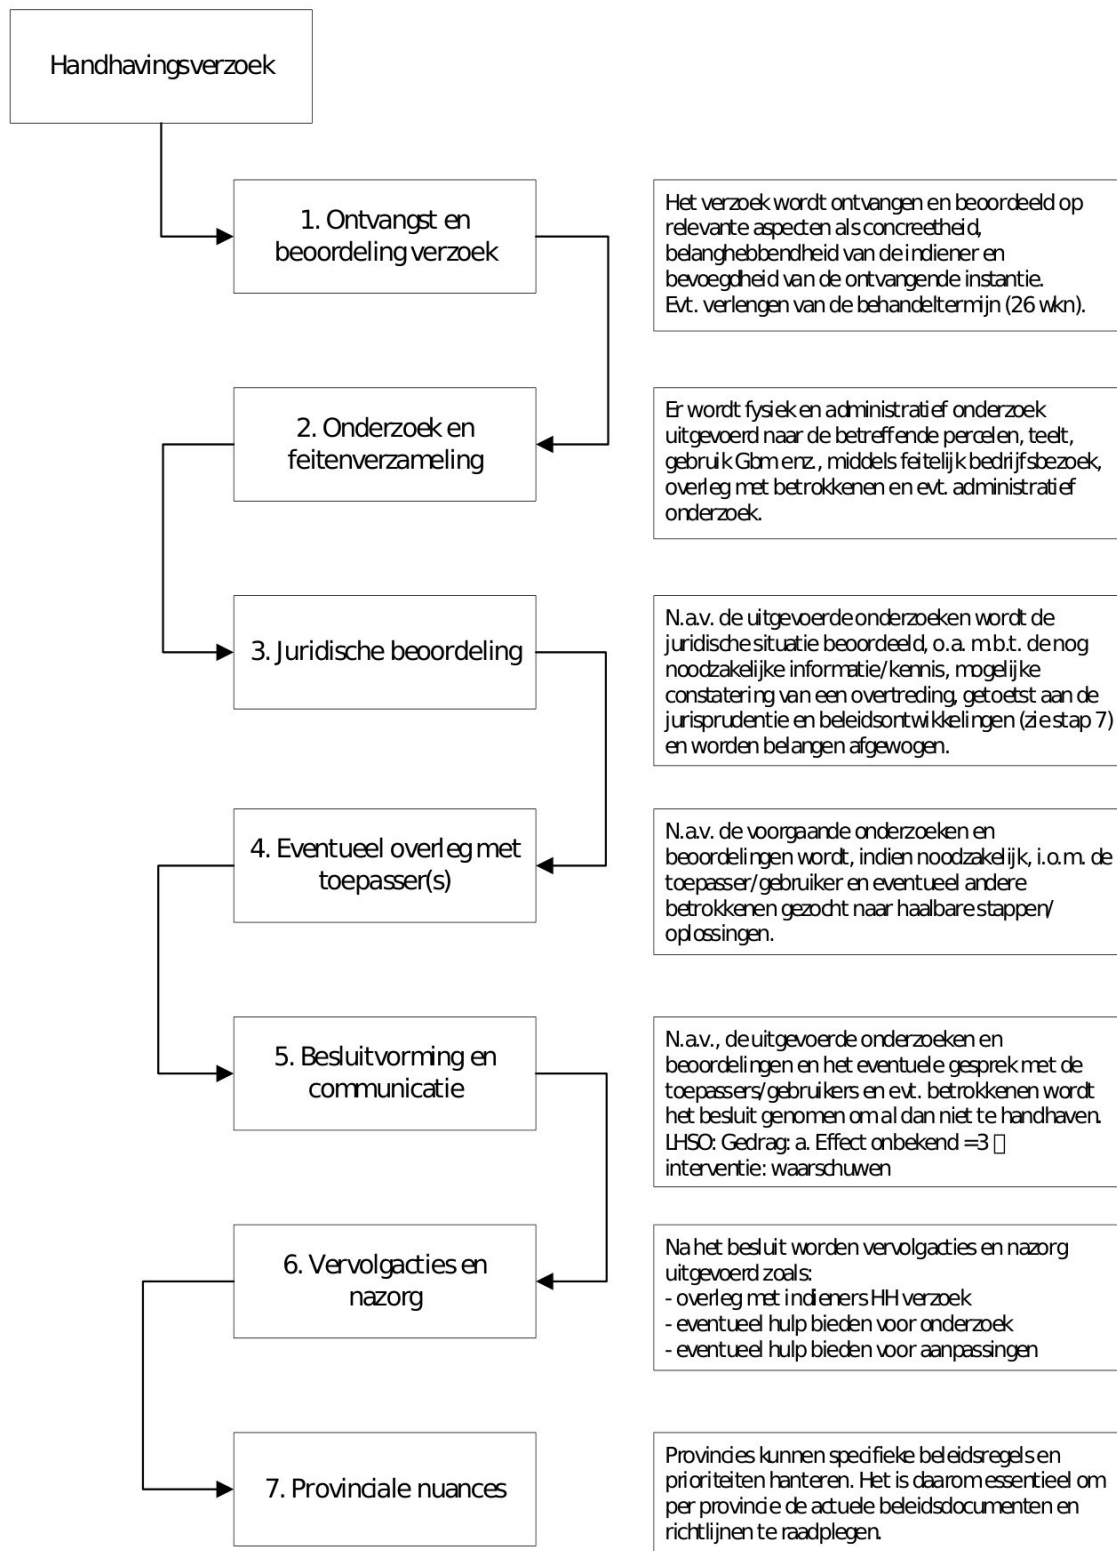 Handhavingsverzoek
1. Ontvangst en
beoordeling verzoek
Het verzoek wordt ontvangen en beoordeeld op
relevante aspecten als concreetheid,
belanghebbendheid van de indiener en
bevoegdheid van de ontvangende instantie.
Evt. verlengen van de behandeltermijn (26 wkn).
2. Onderzoek en
feitenverzameling
Er wordt fysiek en administratief onderzoek
uitgevoerd naar de betreffende percelen, teelt,
gebruik Gbm enz., middels feitelijk bedrijfsbezoek,
overleg met betrokkenen en evt. administratief
onderzoek.
3. Juridische beoordeling
N.a.v. de uitgevoerde onderzoeken wordt de
juridische situatie beoordeeld, o.a. m.b.t. de nog
noodzakelijke informatie/kennis, mogelijke
constatering van een overtreding, getoetst aan de
jurisprudentie en beleidsontwikkelingen (zie stap 7)
en worden belangen afgewogen.
4. Eventueel overleg met
toepasser(s)
N.a.v. de voorgaande onderzoeken en
beoordelingen wordt, indien noodzakelijk, i.o.m. de
toepasser/gebruiker en eventueel andere
betrokkenen gezocht naar haalbare stappen/
oplossingen.
5. Besluitvorming en
communicatie
N.a.v., de uitgevoerde onderzoeken en
beoordelingen en het eventuele gesprek met de
toepassers/gebruikers en evt. betrokkenen wordt
het besluit genomen om al dan niet te handhaven.
LHSO: Gedrag: a. Effect onbekend =3 □
interventie: waarschuwen
6. Vervolgacties en
nazorg
Na het besluit worden vervolgacties en nazorg
uitgevoerd zoals:
- overleg met indieners HH verzoek
- eventueel hulp bieden voor onderzoek
- eventueel hulp bieden voor aanpassingen
7. Provinciale nuances
Provincies kunnen specifieke beleidsregels en
prioriteiten hanteren. Het is daarom essentieel om
per provincie de actuele beleidsdocumenten en
richtlijnen te raadplegen.